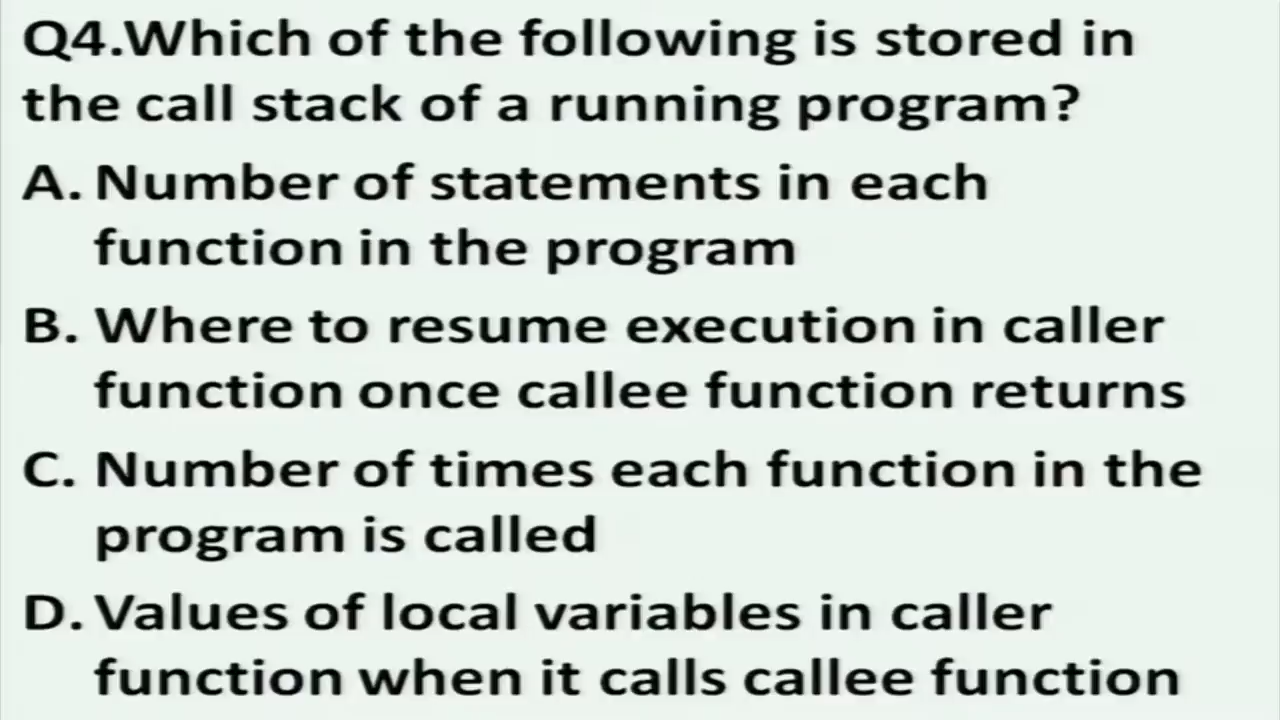 Q4.Which of the following is stored in
the call stack of a running program?
A. Number of statements in each
function in the program
B. Where to resume execution in caller
function once callee function returns
C. Number of times each function in the
program is called
D. Values of local variables in caller
function when it calls callee function